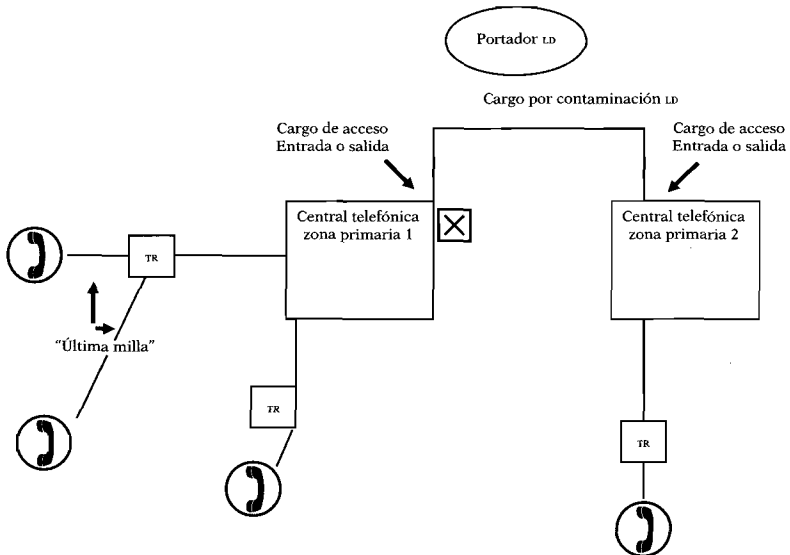 Portador LD
Cargo por contaminación LD
Cargo de acceso
Entrada o salida
Cargo de acceso
Entrada o salida
Central telefónica
zona primaria 1
Central telefónica
zona primaria 2
TR
"Última milla"
TR
TR